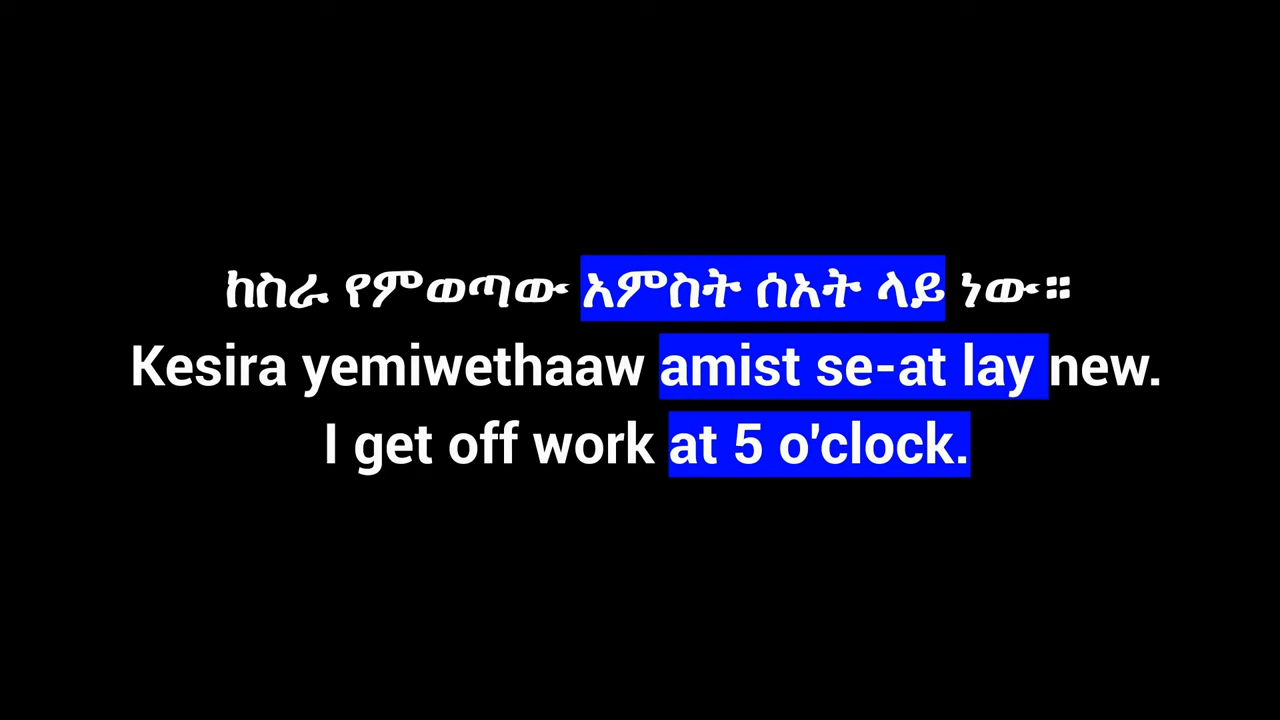 ከስራ የምወጣው አምስት ሰአት ላይ ነው።
Kesira yemiwethaaw amist se-at lay new.
I get off work at 5 o'clock.